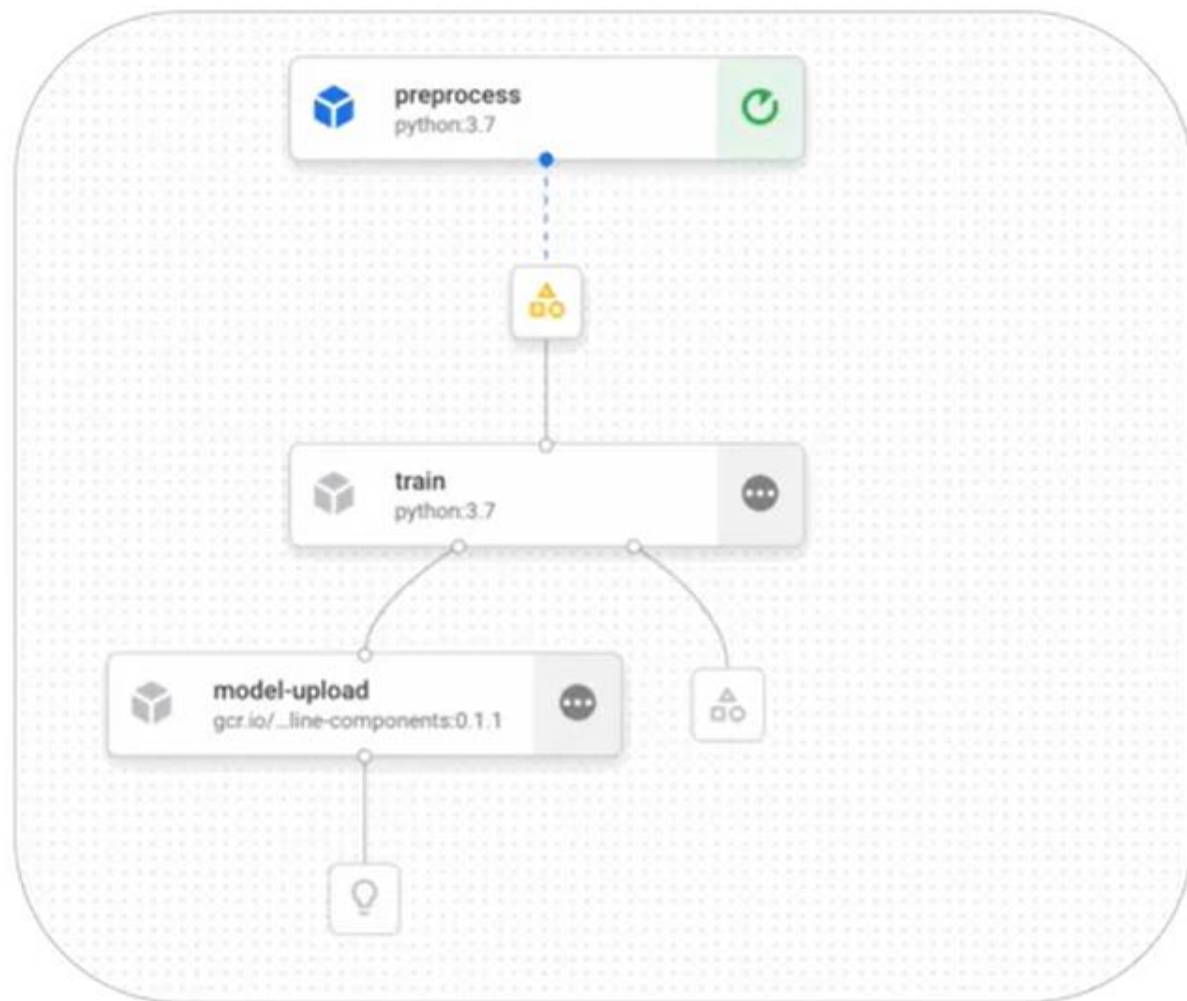 preprocess
python:3.7
train
python:3.7
model-upload
gcr.io/...line-components:0.1.1